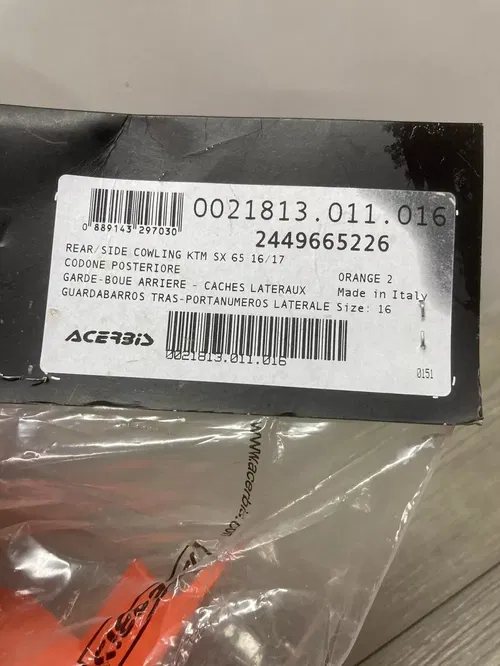 0021813.011.016
0 889143 297030
2449665226
REAR/SIDE COWLING KTM SX 65 16/17
CODONE POSTERIORE
ORANGE 2
GARDE-BOUE ARRIERE - CACHES LATERAUX
Made in Italy
GUARDABARROS TRAS-PORTANUMEROS LATERALE
Size: 16
ACERBIS
0021813.011.016
0151
www.acerbis.com
ACERBIS